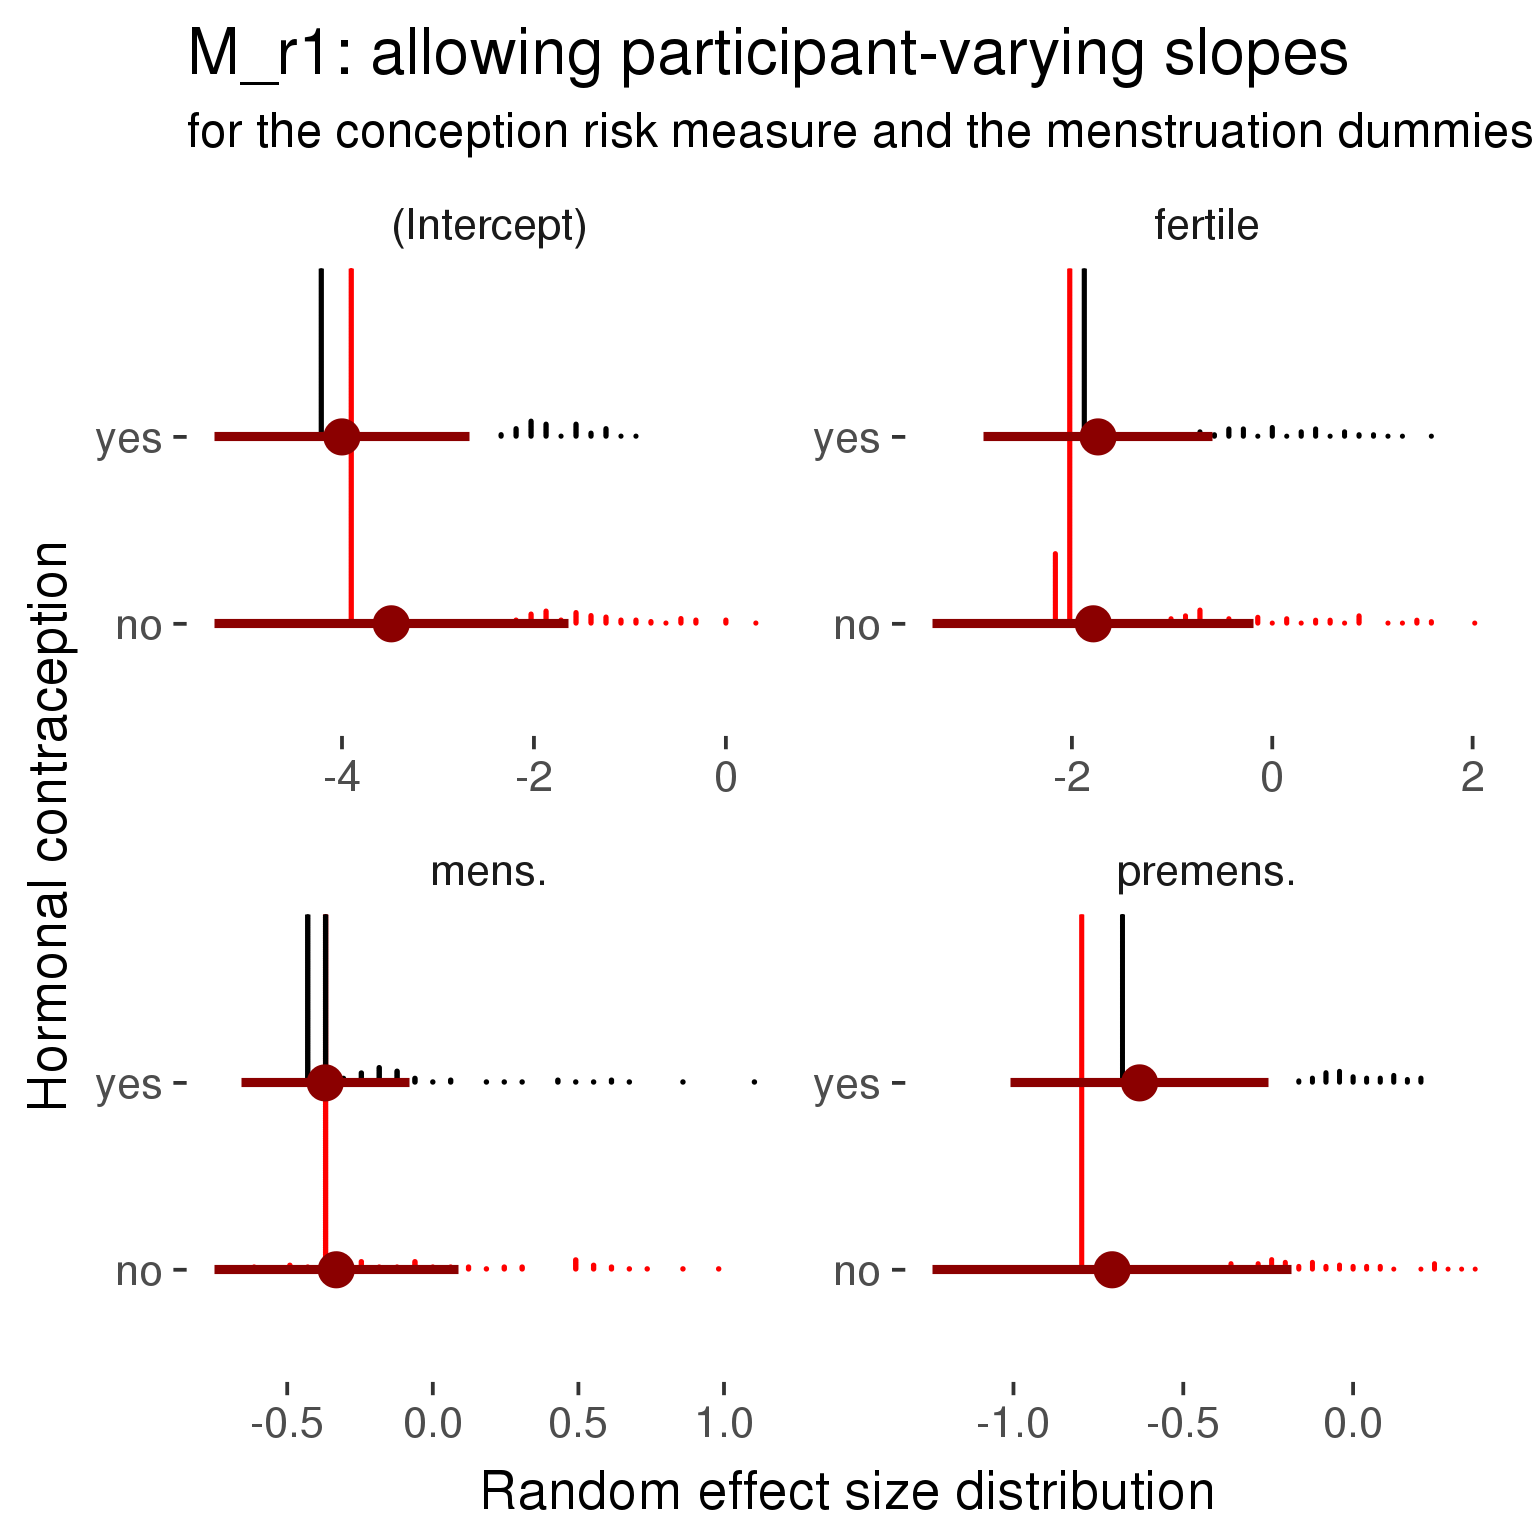 M_r1: allowing participant-varying slopes
for the conception risk measure and the menstruation dummies
(Intercept)
fertile
yes
no
yes
no
-4
-2
0
-2
0
2
Hormonal contraception
mens.
premens.
yes
no
yes
no
-0.5
0.0
0.5
1.0
-1.0
-0.5
0.0
Random effect size distribution